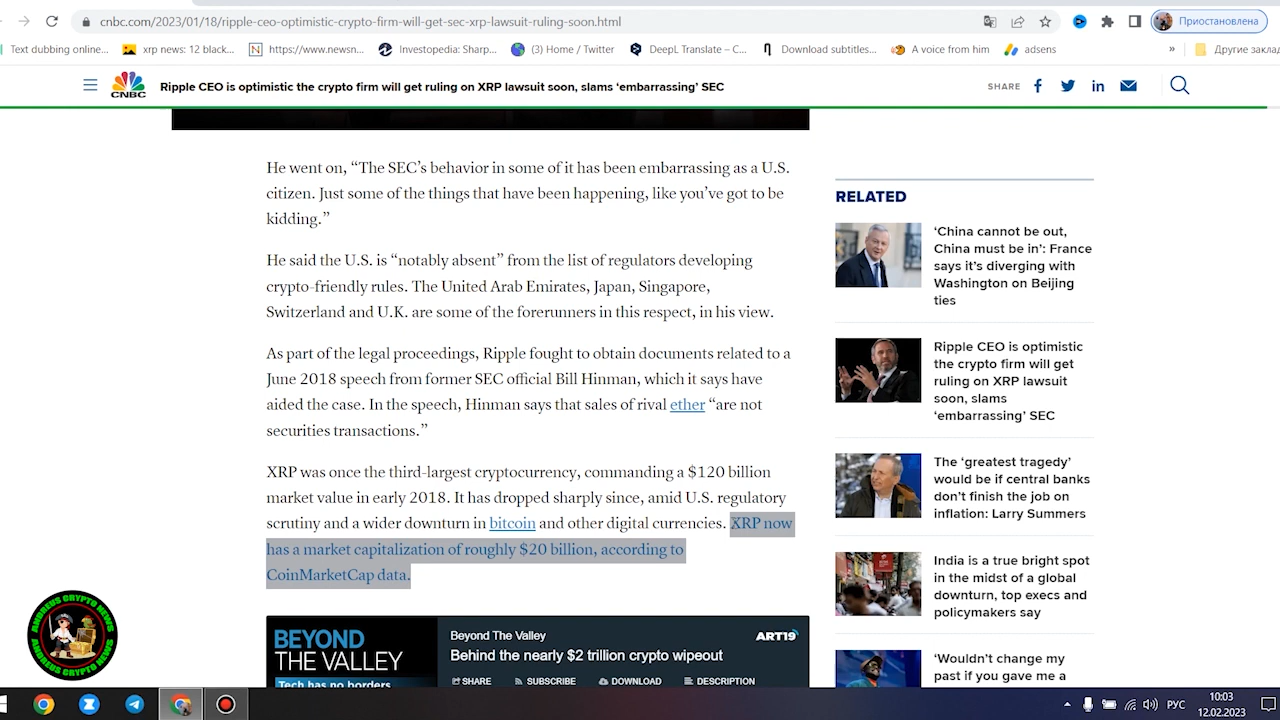 cnbc.com/2023/01/18/ripple-ceo-optimistic-crypto-firm-will-get-sec-xrp-lawsuit-ruling-soon.html
Приостановлена
Text dubbing online...
xrp news: 12 black...
https://www.newsn...
Investopedia: Sharp...
(3) Home / Twitter
DeepL Translate – C...
Download subtitles...
A voice from him
adsens
»
Другие заклад
CNBC
Ripple CEO is optimistic the crypto firm will get ruling on XRP lawsuit soon, slams ‘embarrassing’ SEC
SHARE
He went on, “The SEC’s behavior in some of it has been embarrassing as a U.S.
citizen. Just some of the things that have been happening, like you’ve got to be
kidding.”
He said the U.S. is “notably absent” from the list of regulators developing
crypto-friendly rules. The United Arab Emirates, Japan, Singapore,
Switzerland and U.K. are some of the forerunners in this respect, in his view.
As part of the legal proceedings, Ripple fought to obtain documents related to a
June 2018 speech from former SEC official Bill Hinman, which it says have
aided the case. In the speech, Hinman says that sales of rival ether “are not
securities transactions.”
XRP was once the third-largest cryptocurrency, commanding a $120 billion
market value in early 2018. It has dropped sharply since, amid U.S. regulatory
scrutiny and a wider downturn in bitcoin and other digital currencies. XRP now
has a market capitalization of roughly $20 billion, according to
CoinMarketCap data.
RELATED
‘China cannot be out,
China must be in’: France
says it’s diverging with
Washington on Beijing
ties
Ripple CEO is optimistic
the crypto firm will get
ruling on XRP lawsuit
soon, slams
‘embarrassing’ SEC
The ‘greatest tragedy’
would be if central banks
don’t finish the job on
inflation: Larry Summers
India is a true bright spot
in the midst of a global
downturn, top execs and
policymakers say
‘Wouldn’t change my
past if you gave me a
ANDREUS CRYPTO NEWS
ANDREUS CRYPTO NEWS
BEYOND
THE VALLEY
Tech has no borders
Beyond The Valley
Behind the nearly $2 trillion crypto wipeout
ART19
SHARE
SUBSCRIBE
DOWNLOAD
DESCRIPTION
РУС
10:03
12.02.2023